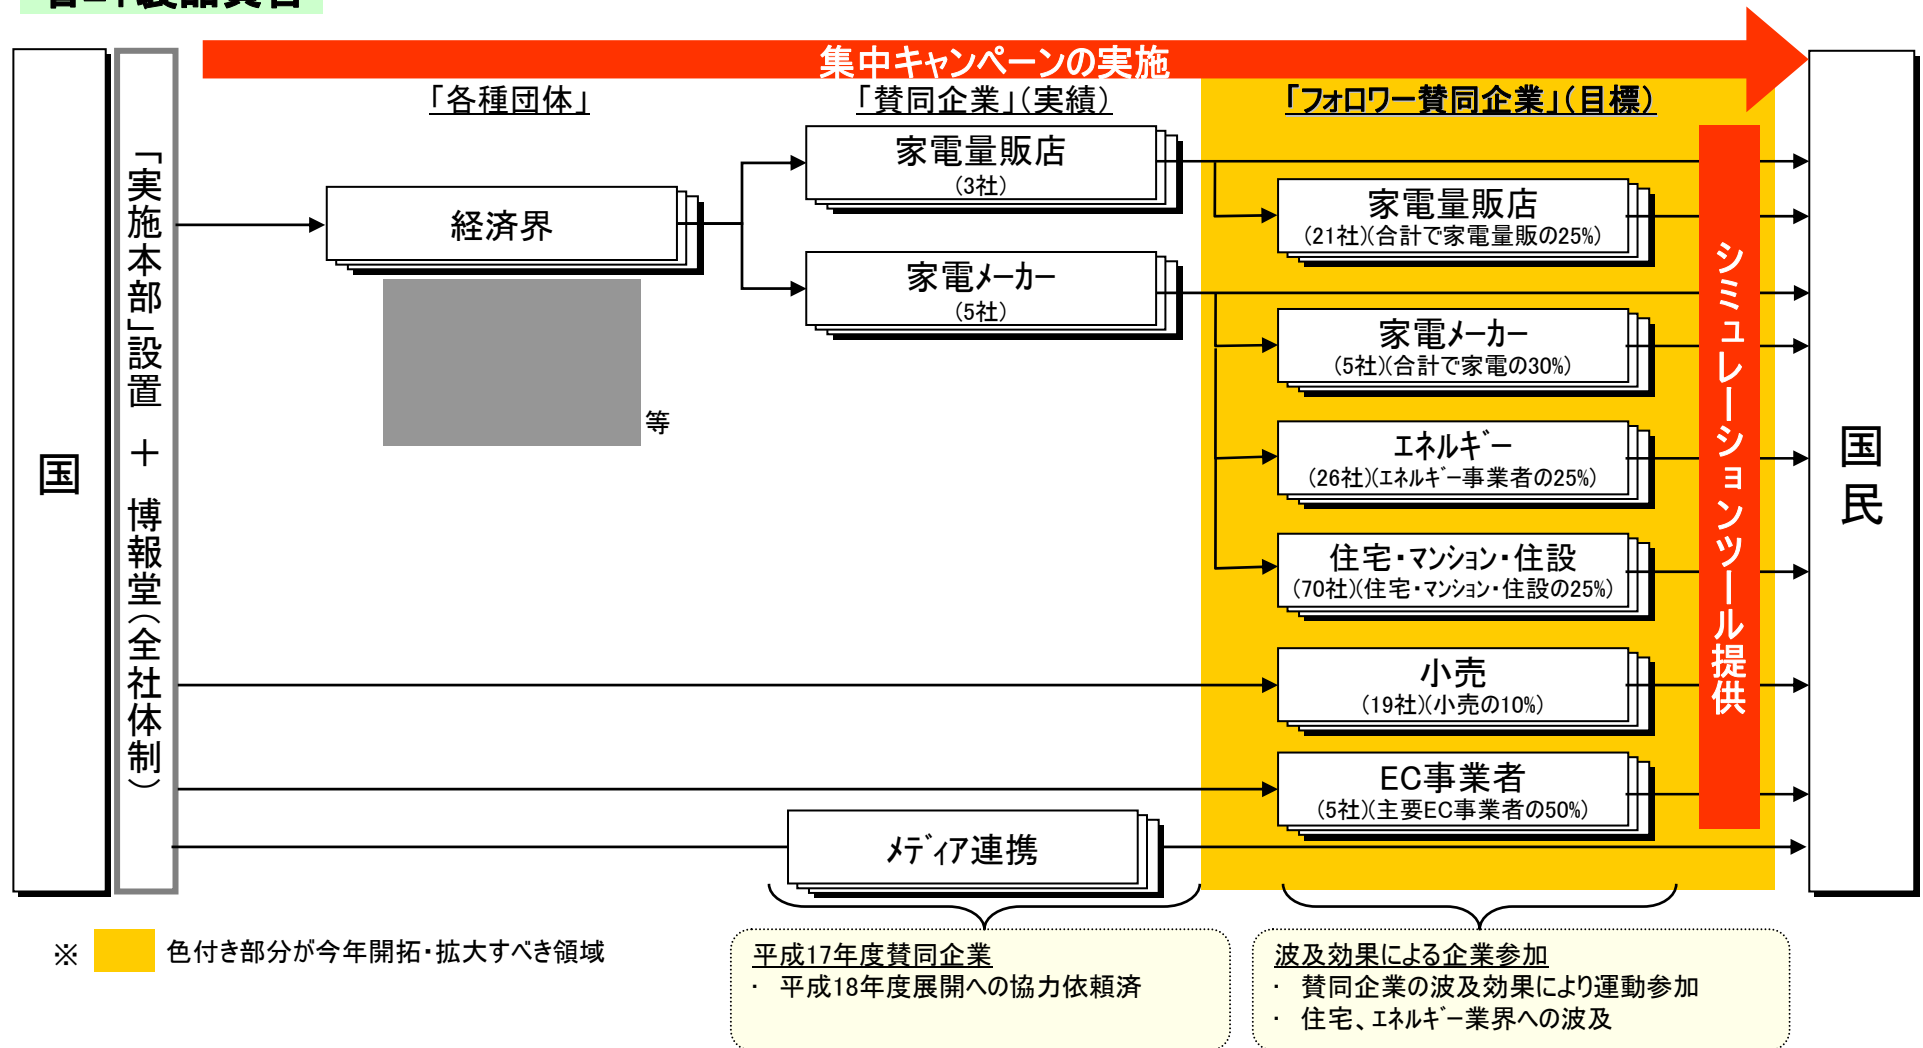 集中キャンペーンの実施
「各種団体」
「賛同企業」(実績)
「フォロワー賛同企業」(目標)
国
「実施本部」設置 + 博報堂(全社体制)
経済界
等
家電量販店
(3社)
家電メーカー
(5社)
家電量販店
(21社)(合計で家電量販の25%)
家電メーカー
(5社)(合計で家電の30%)
エネルギー
(26社)(エネルギー事業者の25%)
住宅・マンション・住設
(70社)(住宅・マンション・住設の25%)
小売
(19社)(小売の10%)
EC事業者
(5社)(主要EC事業者の50%)
メディア連携
シミュレーションツール提供
国民
※ 色付き部分が今年開拓・拡大すべき領域
平成17年度賛同企業
・ 平成18年度展開への協力依頼済
波及効果による企業参加
・ 賛同企業の波及効果により運動参加
・ 住宅、エネルギー業界への波及